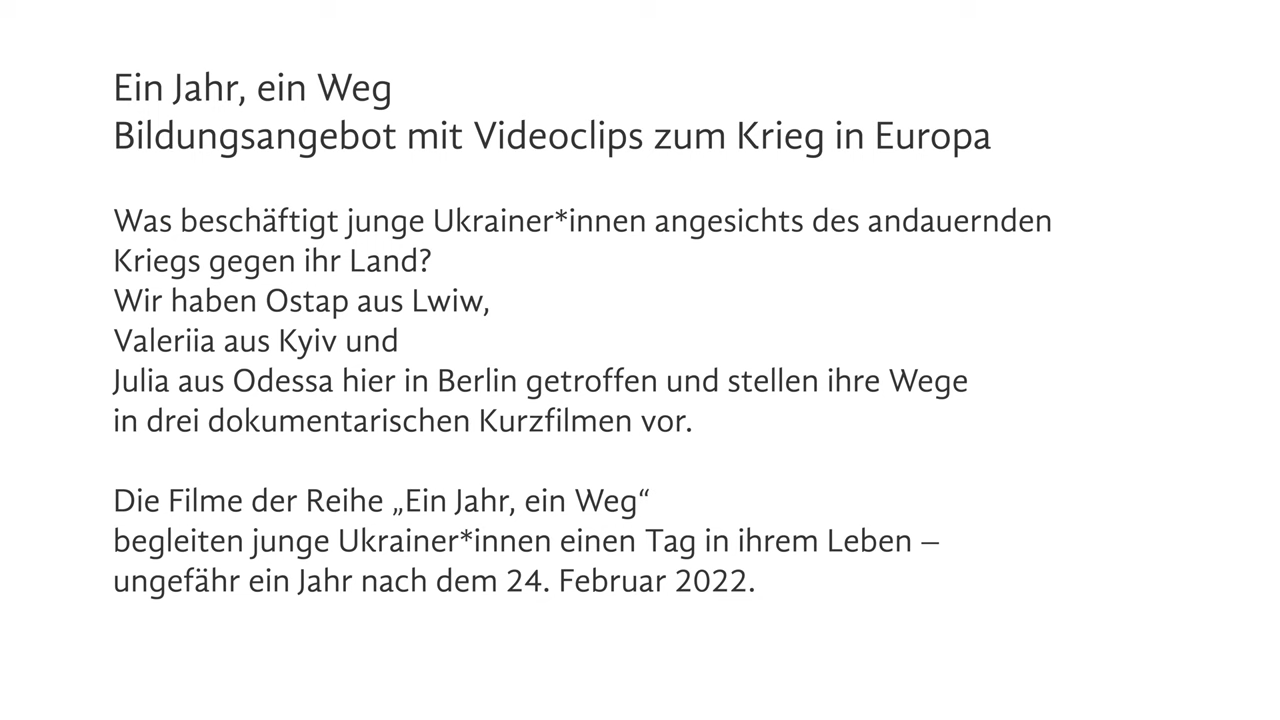 Ein Jahr, ein Weg
Bildungsangebot mit Videoclips zum Krieg in Europa
Was beschäftigt junge Ukrainer*innen angesichts des andauernden
Kriegs gegen ihr Land?
Wir haben Ostap aus Lwiw,
Valeriia aus Kyiv und
Julia aus Odessa hier in Berlin getroffen und stellen ihre Wege
in drei dokumentarischen Kurzfilmen vor.
Die Filme der Reihe „Ein Jahr, ein Weg“
begleiten junge Ukrainer*innen einen Tag in ihrem Leben –
ungefähr ein Jahr nach dem 24. Februar 2022.